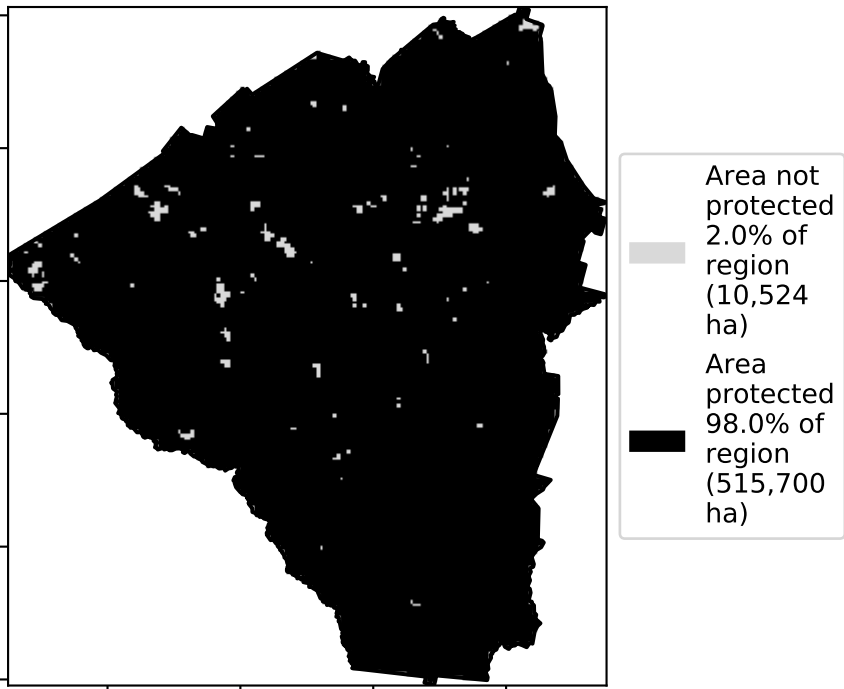 Area not
protected
2.0% of
region
(10,524
ha)
Area
protected
98.0% of
region
(515,700
ha)